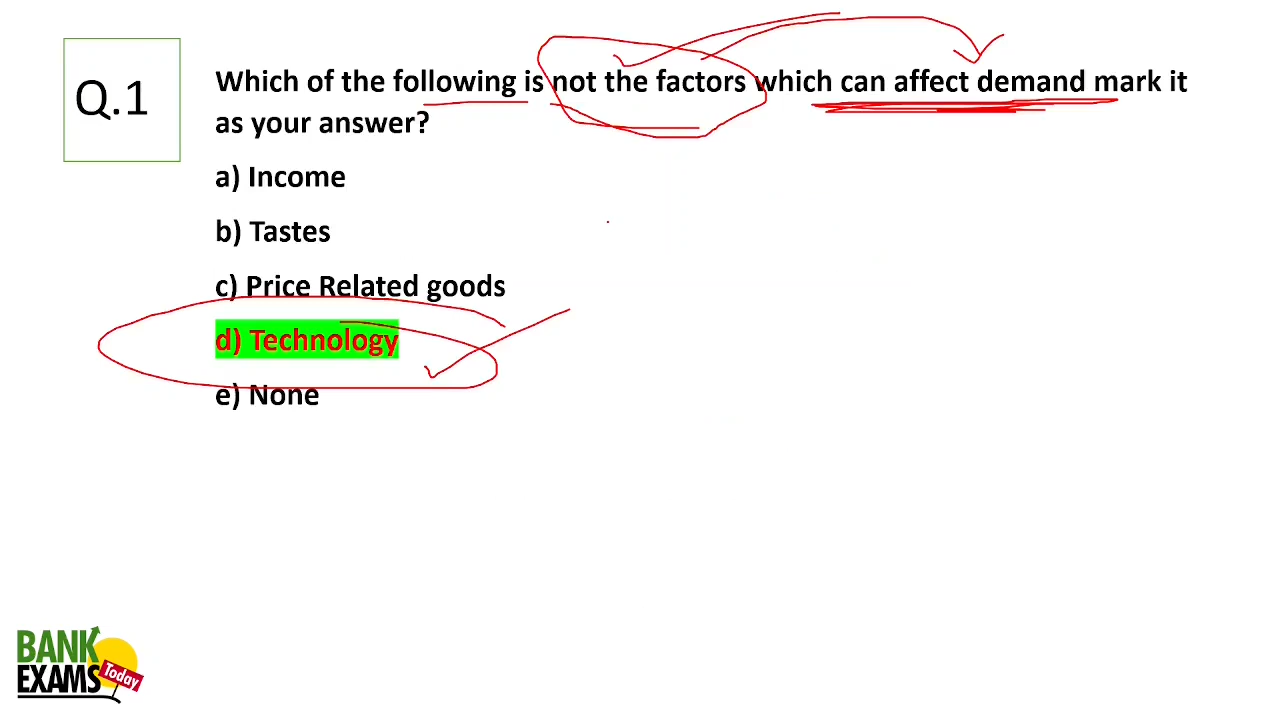 Q.1
Which of the following is not the factors which can affect demand mark it
as your answer?
a) Income
b) Tastes
c) Price Related goods
d) Technology
e) None
BANK
EXAMS
Today